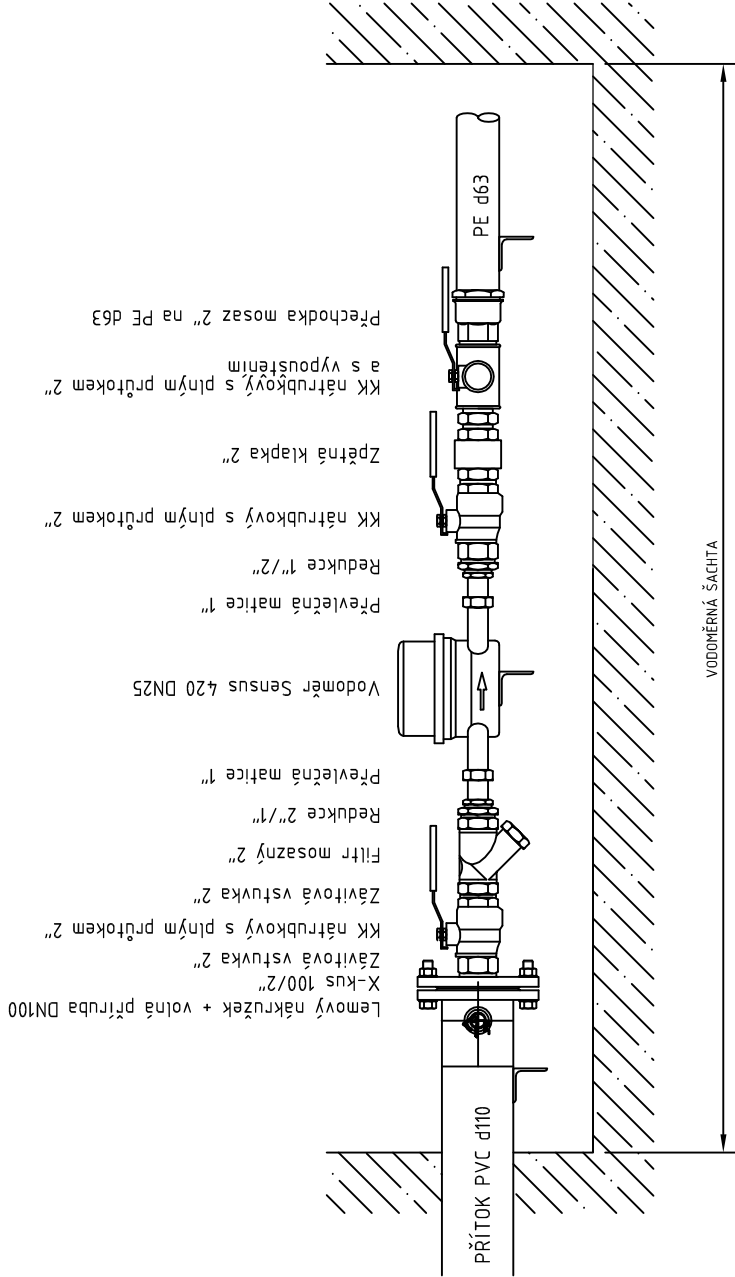 PŘÍTOK PVC d110
Lemový nákružek + volná příruba DN100
X-kus 100/2"
Závitová vstuvka 2"
KK nátrubkový s plným průtokem 2"
Závitová vstuvka 2"
Filtr mosazný 2"
Redukce 2"/1"
Převlečná matice 1"
Vodoměr Sensus 420 DN25
Převlečná matice 1"
Redukce 1"/2"
KK nátrubkový s plným průtokem 2"
Zpětná klapka 2"
KK nátrubkový s plným průtokem 2"
a s vypouštěním
Přechodka mosaz 2" na PE d63
PE d63
VODOMĚRNÁ ŠACHTA